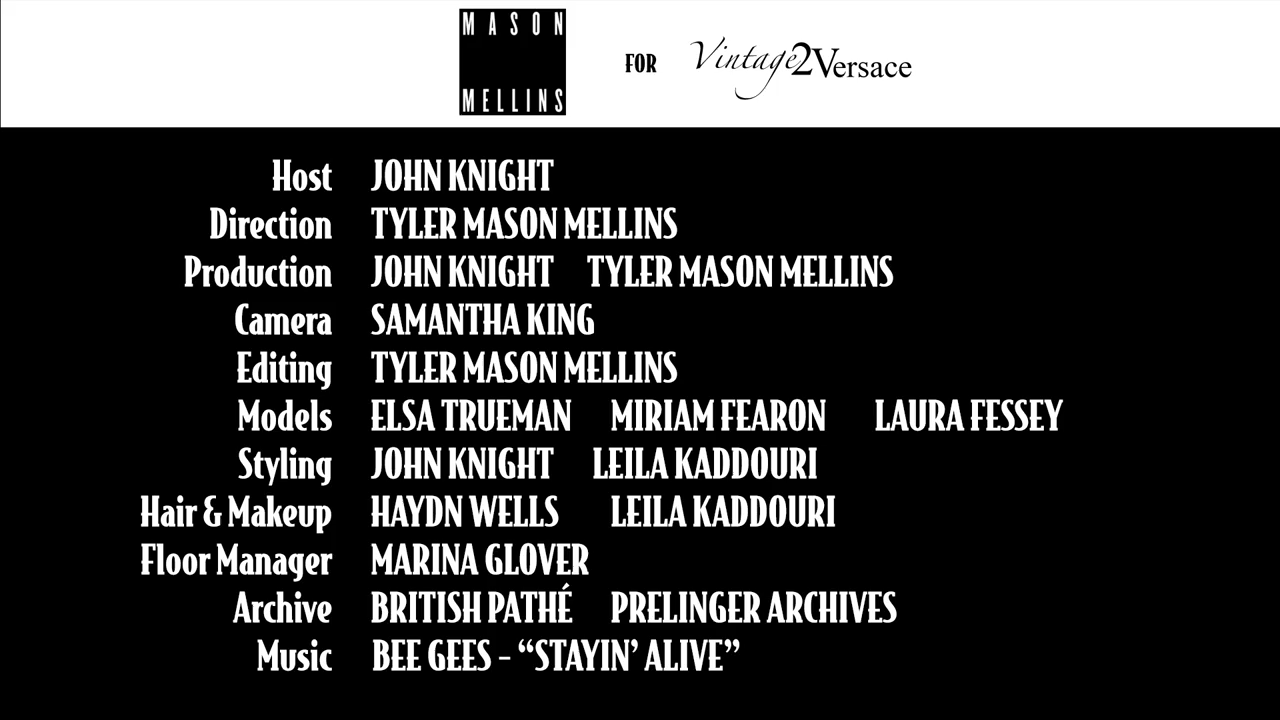 MASON
MELLINS
FOR Vintage2Versace
Host JOHN KNIGHT
Direction TYLER MASON MELLINS
Production JOHN KNIGHT TYLER MASON MELLINS
Camera SAMANTHA KING
Editing TYLER MASON MELLINS
Models ELSA TRUEMAN MIRIAM FEARON LAURA FESSEY
Styling JOHN KNIGHT LEILA KADDOURI
Hair & Makeup HAYDN WELLS LEILA KADDOURI
Floor Manager MARINA GLOVER
Archive BRITISH PATHÉ PRELINGER ARCHIVES
Music BEE GEES – “STAYIN’ ALIVE”